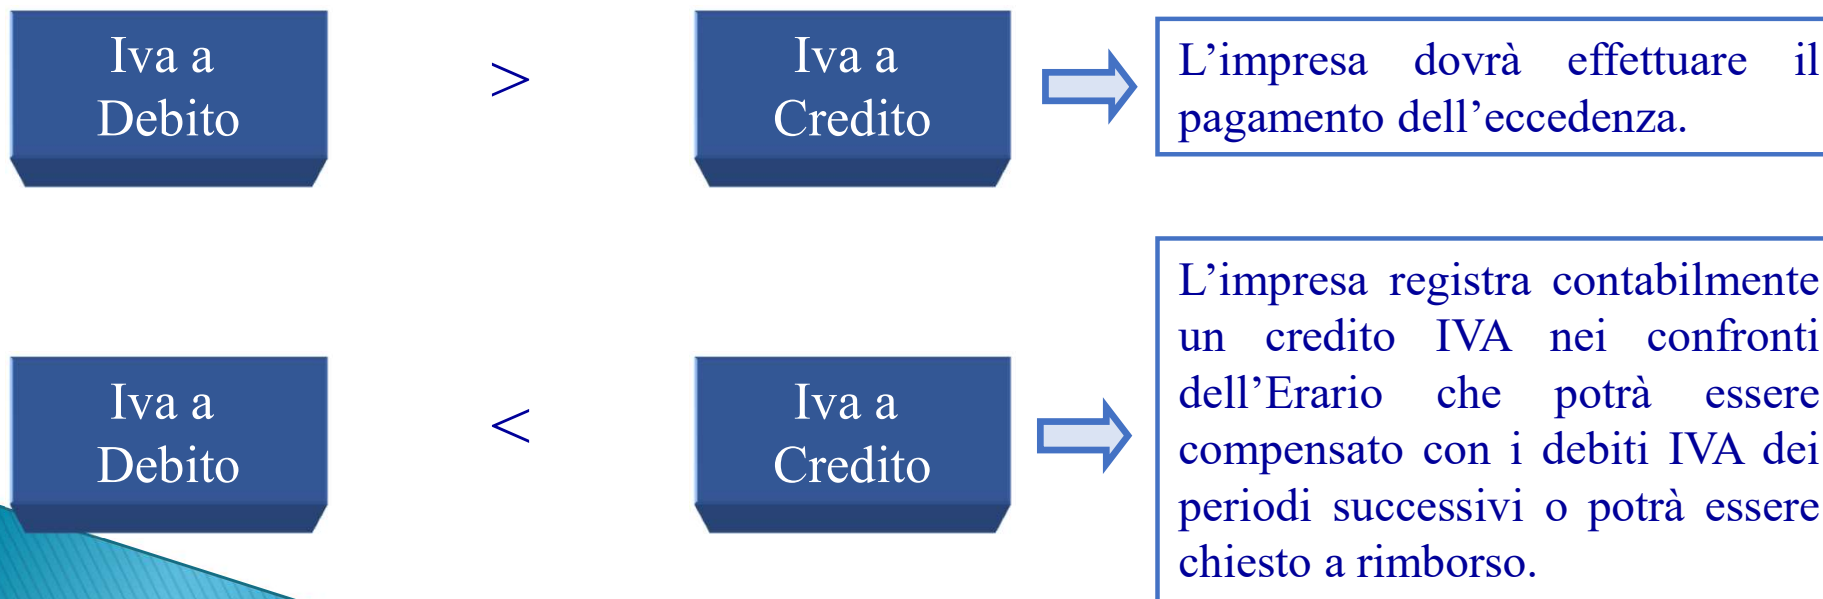 Iva a
Debito
>
Iva a
Credito
L’impresa dovrà effettuare il
pagamento dell’eccedenza.
Iva a
Debito
<
Iva a
Credito
L’impresa registra contabilmente
un credito IVA nei confronti
dell’Erario che potrà essere
compensato con i debiti IVA dei
periodi successivi o potrà essere
chiesto a rimborso.